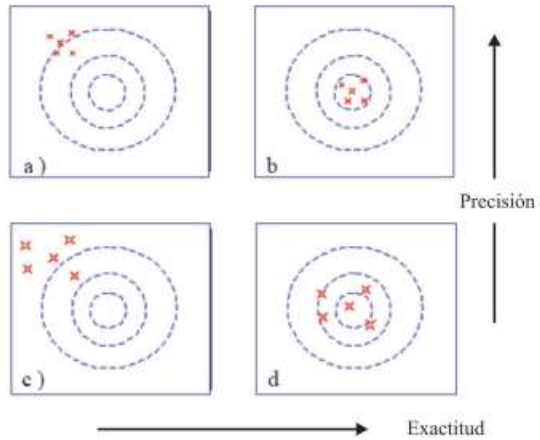 a )
b
Precisión
c )
d
Exactitud